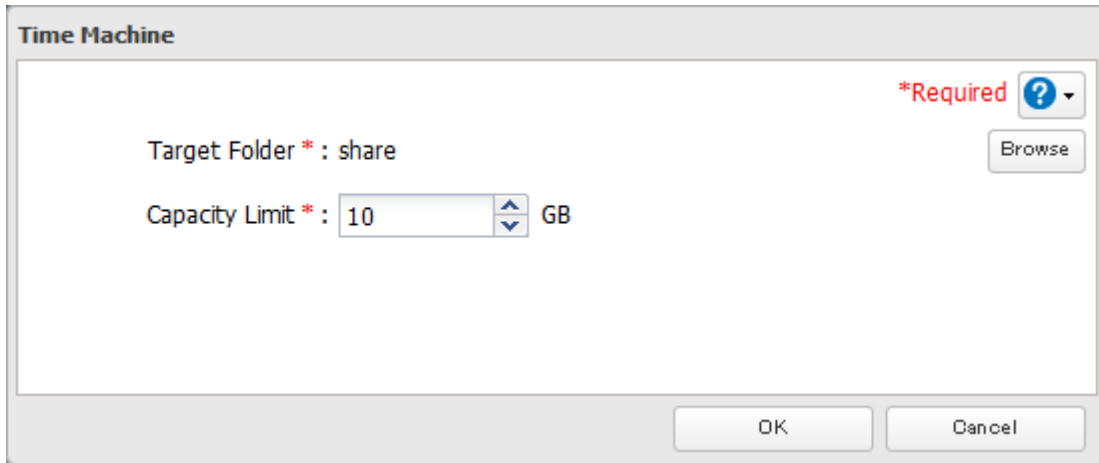 Time Machine
*Required ?
Target Folder * : share Browse
Capacity Limit * : 10 GB
OK Cancel